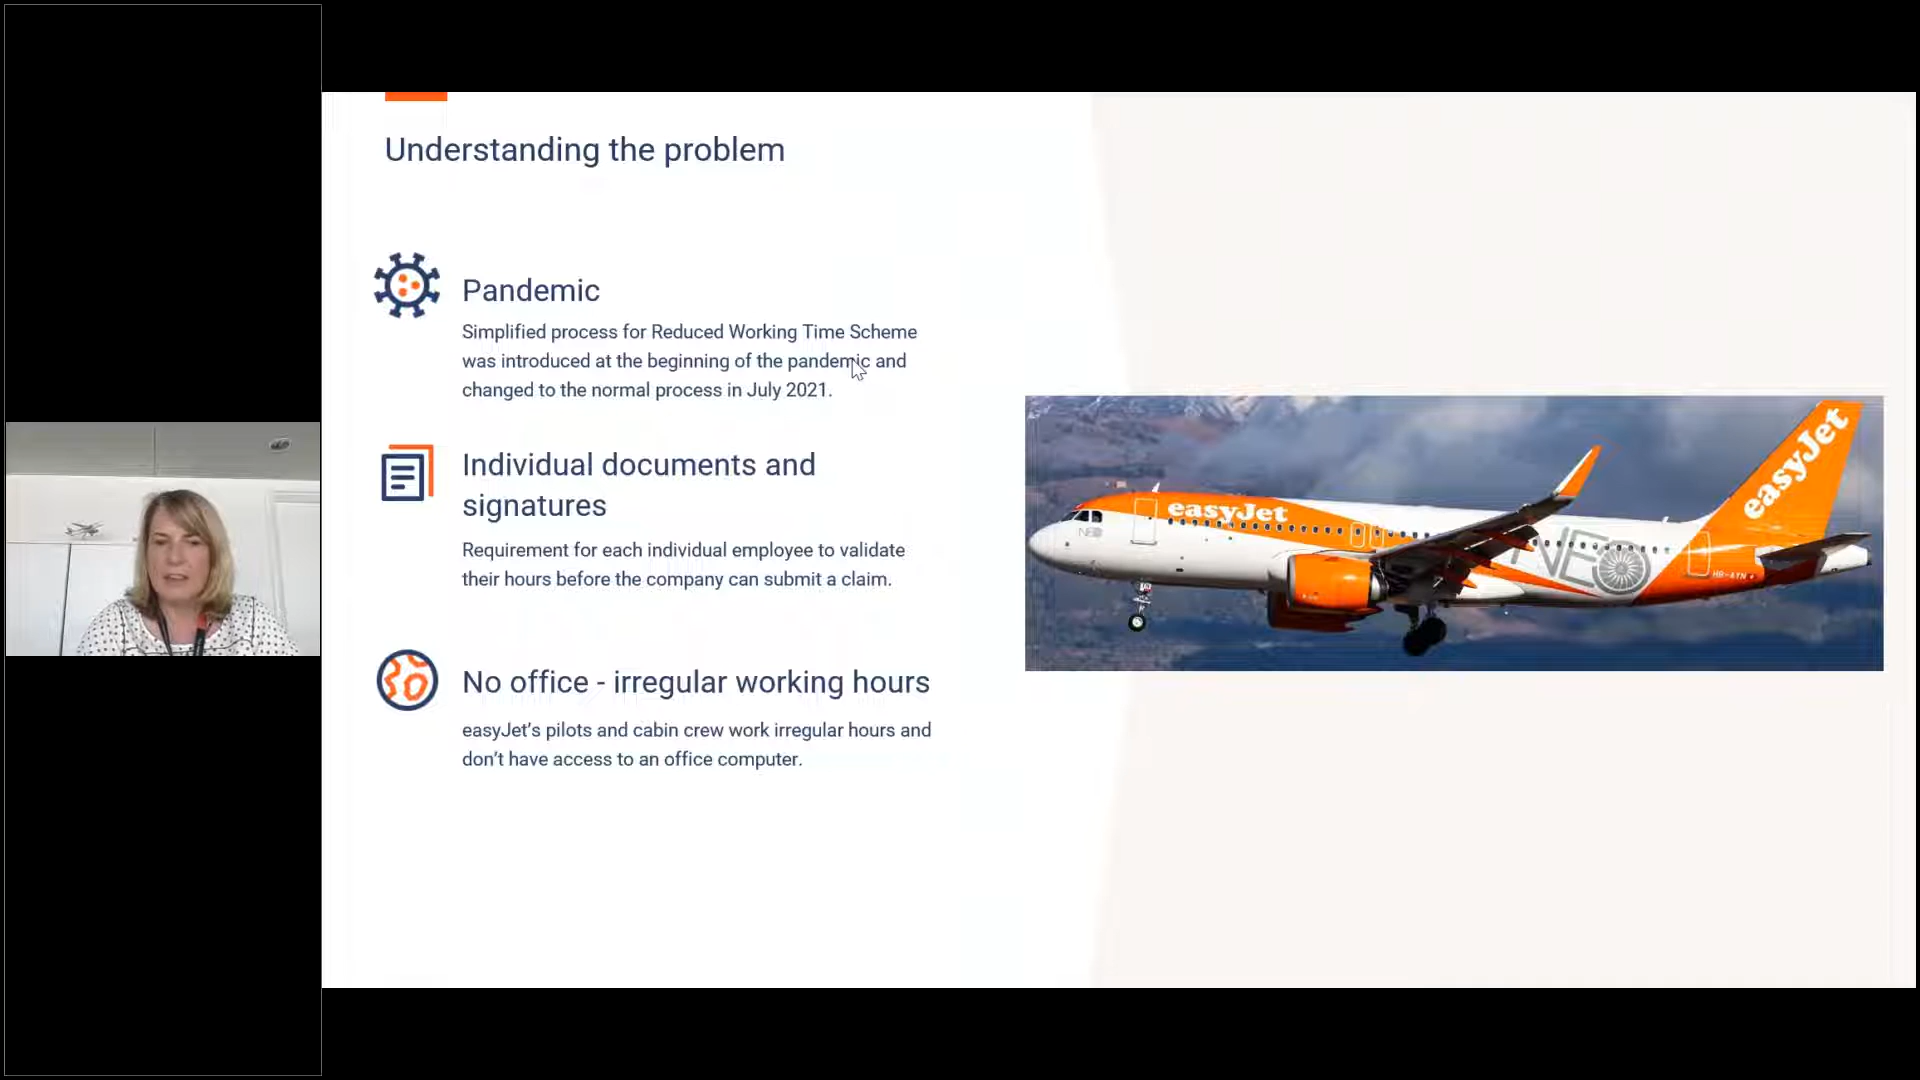 Understanding the problem
Pandemic
Simplified process for Reduced Working Time Scheme
was introduced at the beginning of the pandemic and
changed to the normal process in July 2021.
Individual documents and
signatures
Requirement for each individual employee to validate
their hours before the company can submit a claim.
No office - irregular working hours
easyJet’s pilots and cabin crew work irregular hours and
don’t have access to an office computer.
easyJet
easyJet
NEO
NEO
HB-AYN